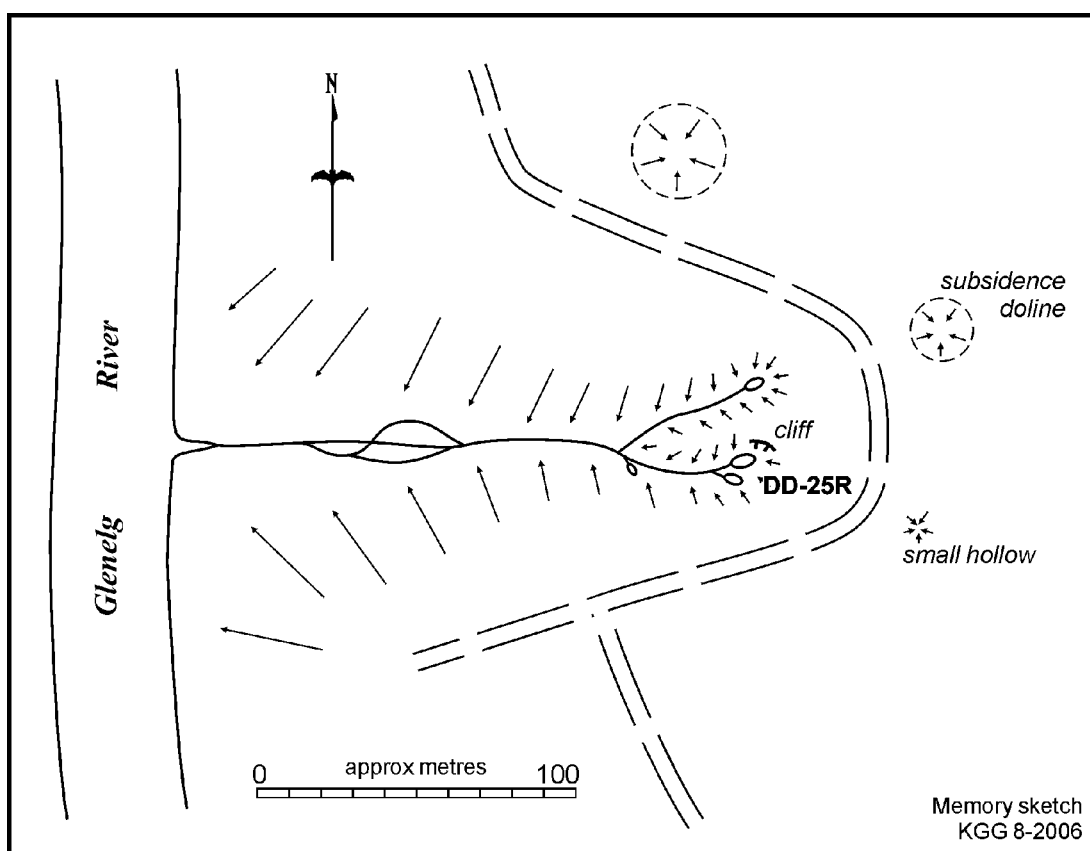 N
subsidence
doline
River
cliff
DD-25R
Glenelg
small hollow
0 approx metres 100
Memory sketch
KGG 8-2006